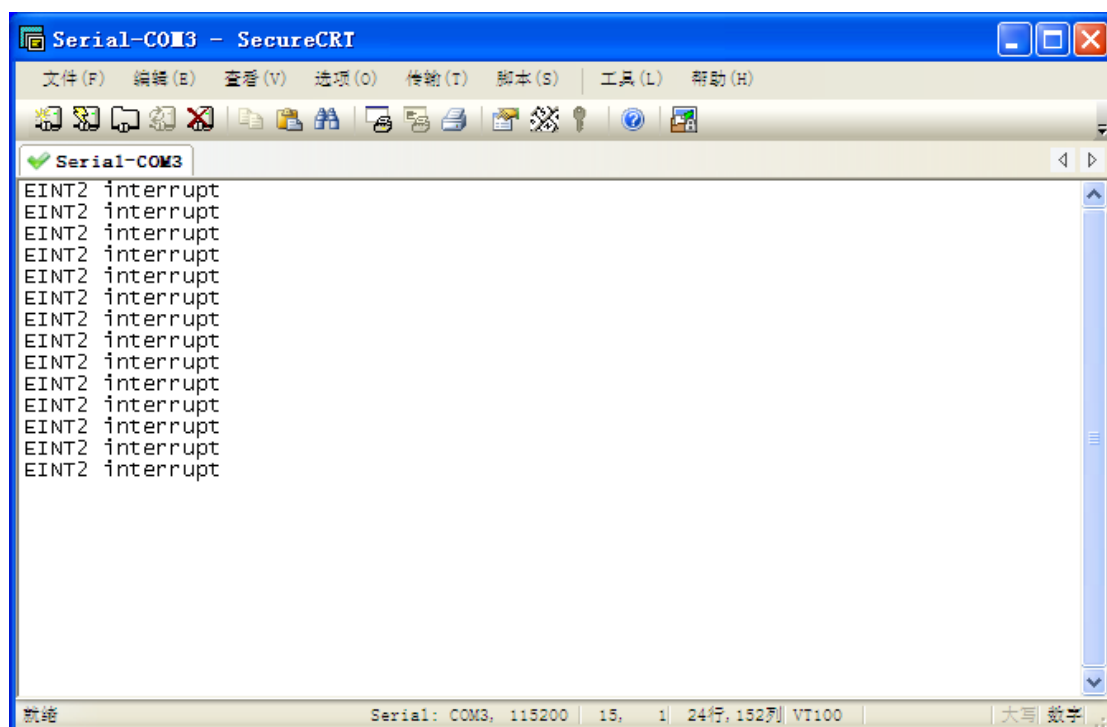 Serial-COM3 - SecureCRT
文件(F) 编辑(E) 查看(V) 选项(O) 传输(T) 脚本(S) 工具(L) 帮助(H)
Serial-COM3
EINT2 interrupt
EINT2 interrupt
EINT2 interrupt
EINT2 interrupt
EINT2 interrupt
EINT2 interrupt
EINT2 interrupt
EINT2 interrupt
EINT2 interrupt
EINT2 interrupt
EINT2 interrupt
EINT2 interrupt
EINT2 interrupt
EINT2 interrupt
就绪 Serial: COM3, 115200 15, 1 24行,152列 VT100 大写 数字